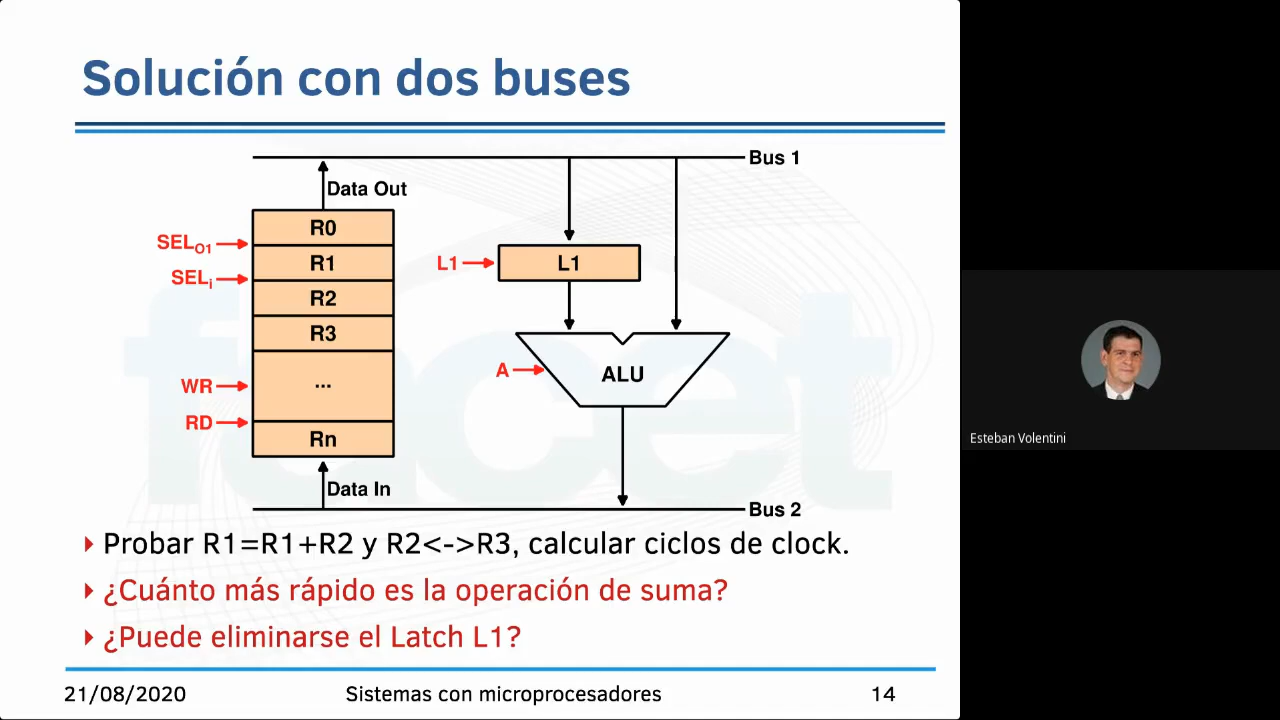 Solución con dos buses
Bus 1
Data Out
R0
SELO1
R1
L1
L1
SELi
R2
R3
A
ALU
WR
...
RD
Rn
Data In
Bus 2
Probar R1=R1+R2 y R2<->R3, calcular ciclos de clock.
¿Cuánto más rápido es la operación de suma?
¿Puede eliminarse el Latch L1?
21/08/2020 Sistemas con microprocesadores 14
Esteban Volentini
facet